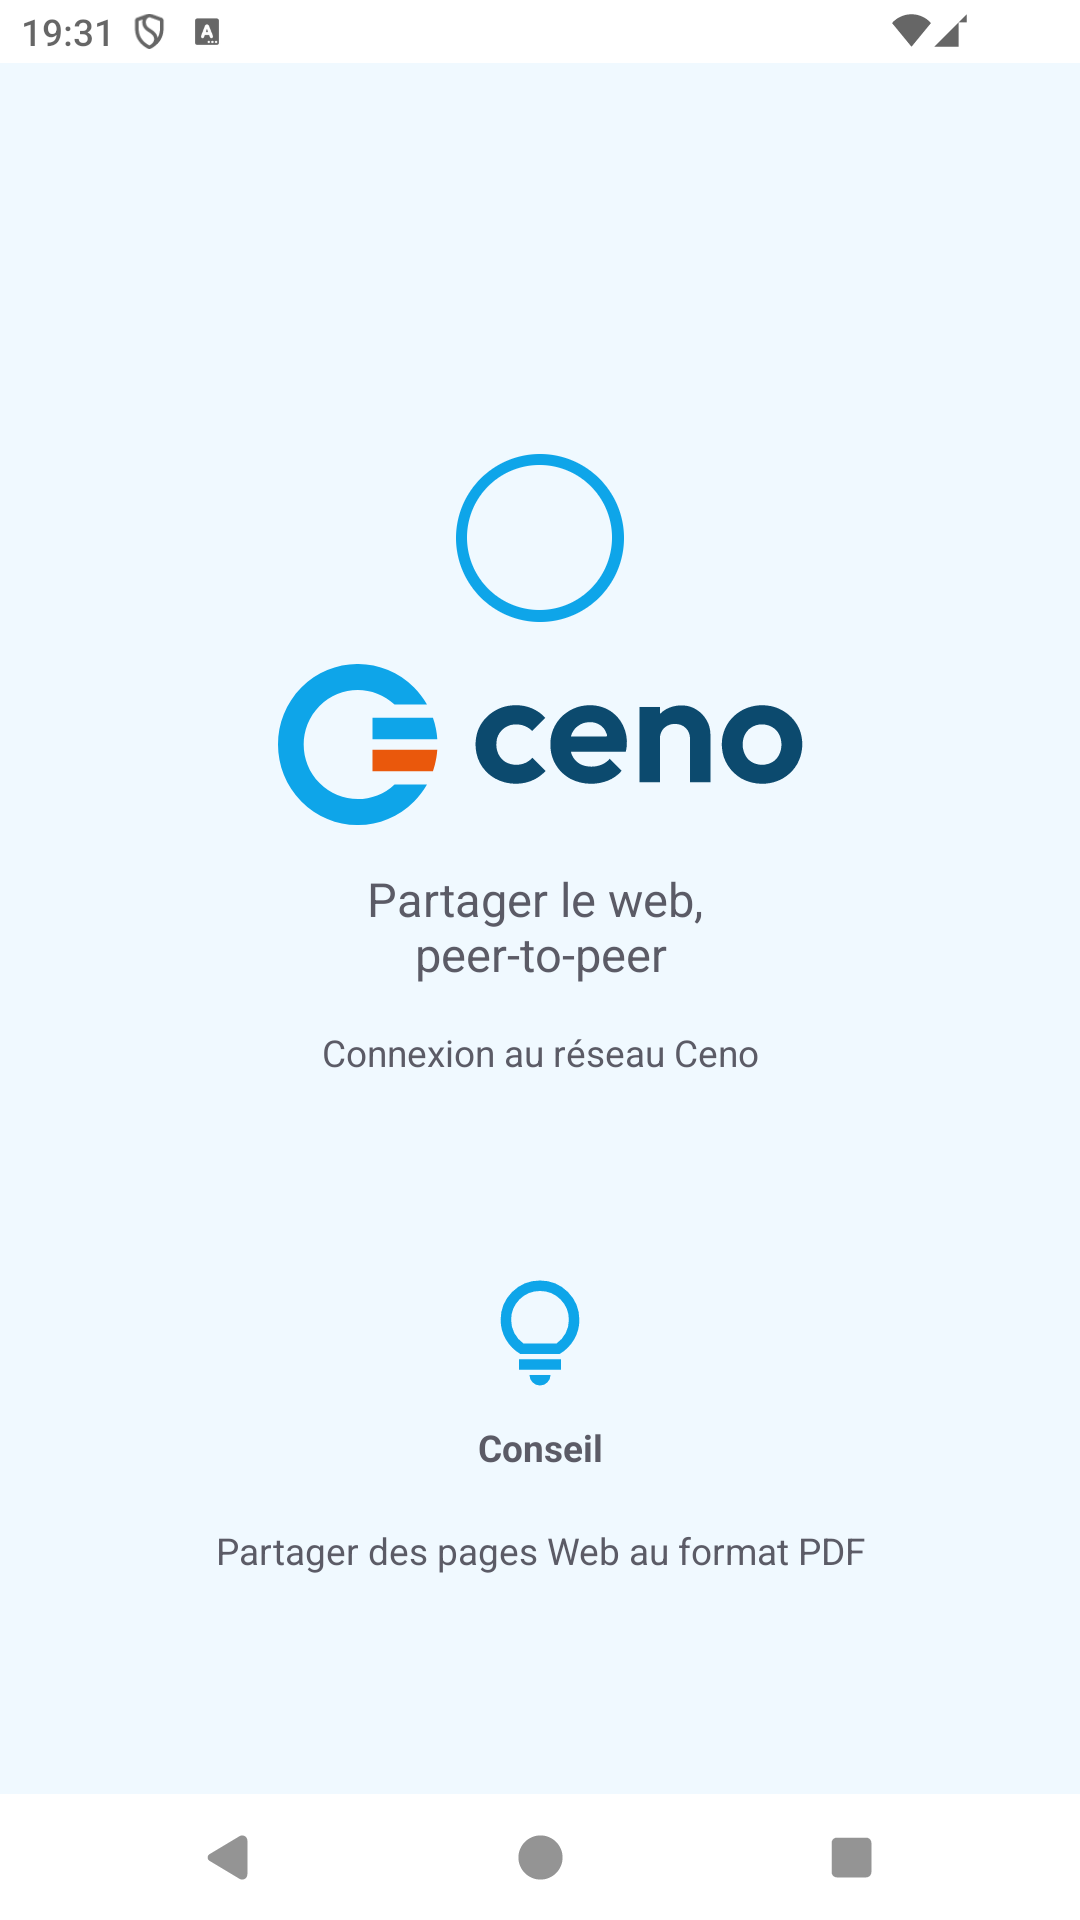 19:31
ceno
Partager le web,
peer-to-peer
Connexion au réseau Ceno
Conseil
Partager des pages Web au format PDF